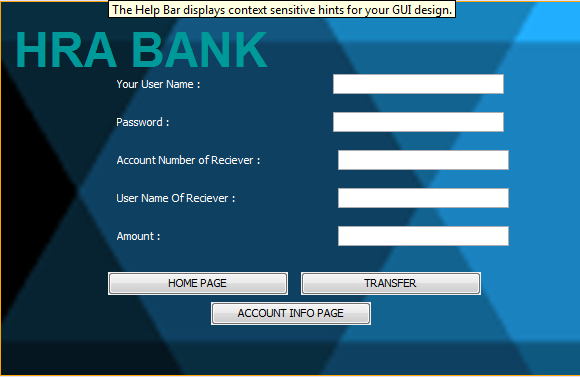 The Help Bar displays context sensitive hints for your GUI design.
HRA BANK
Your User Name :
Password :
Account Number of Reciever :
User Name Of Reciever :
Amount :
HOME PAGE TRANSFER
ACCOUNT INFO PAGE